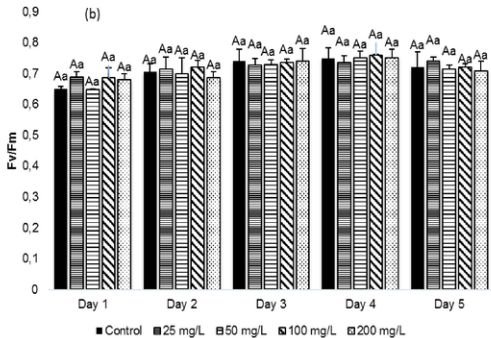 (b)
0,9
0,8
0,7
0,6
0,5
0,4
0,3
0,2
0,1
0
Fv/Fm
Aa Aa Aa Aa Aa
Aa Aa Aa Aa Aa
Aa Aa Aa Aa Aa
Aa Aa Aa Aa Aa
Aa Aa Aa Aa Aa
Day 1 Day 2 Day 3 Day 4 Day 5
Control 25 mg/L 50 mg/L 100 mg/L 200 mg/L